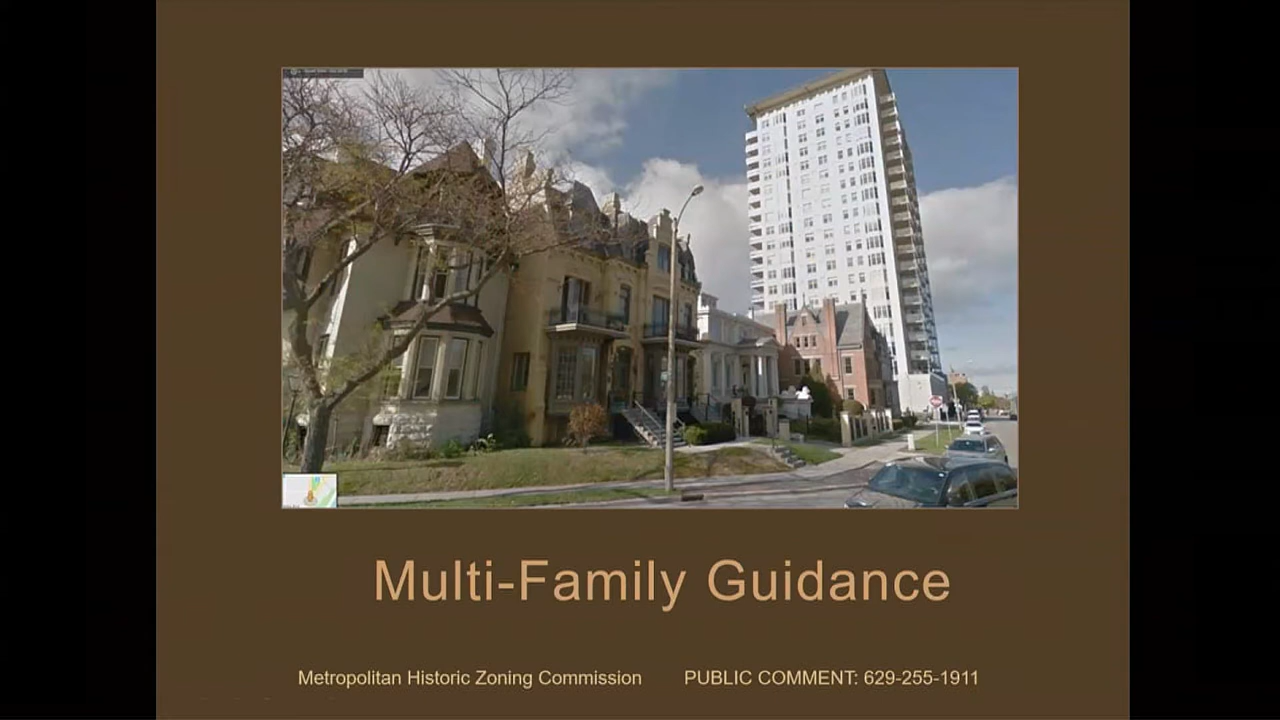 Multi-Family Guidance
Metropolitan Historic Zoning Commission PUBLIC COMMENT: 629-255-1911